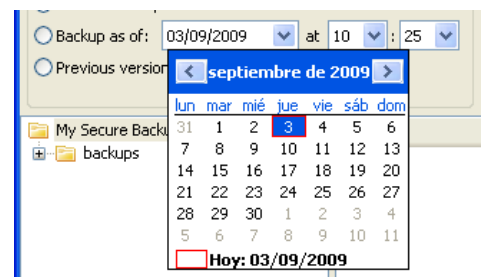 Backup as of: 03/09/2009 at 10 : 25
Previous version
septiembre de 2009
lun mar mié jue vie sáb dom
31 1 2 3 4 5 6
My Secure Back
7 8 9 10 11 12 13
backups
14 15 16 17 18 19 20
21 22 23 24 25 26 27
28 29 30 1 2 3 4
5 6 7 8 9 10 11
Hoy: 03/09/2009